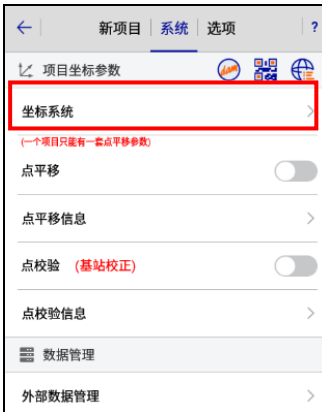 新项目 系统 选项 ?
项目坐标参数 dam
坐标系统
(一个项目只能有一套点平移参数)
点平移
点平移信息
点校验 (基站校正)
点校验信息
数据管理
外部数据管理